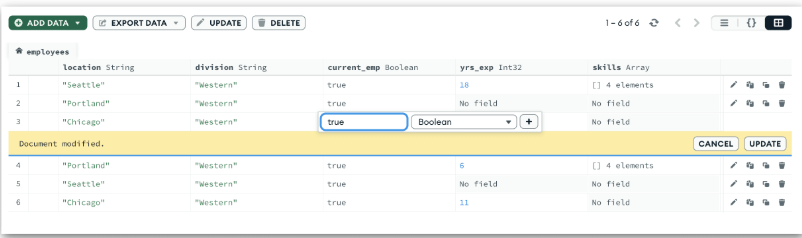 ADD DATA EXPORT DATA UPDATE DELETE 1 – 6 of 6 {}
employees
location String division String current_emp Boolean yrs_exp Int32 skills Array
1 "Seattle" "Western" true 18 [] 4 elements
2 "Portland" "Western" true No field No field
3 "Chicago" "Western" true Boolean + No field
Document modified. CANCEL UPDATE
4 "Portland" "Western" true 6 [] 4 elements
5 "Seattle" "Western" true No field No field
6 "Chicago" "Western" true 11 No field